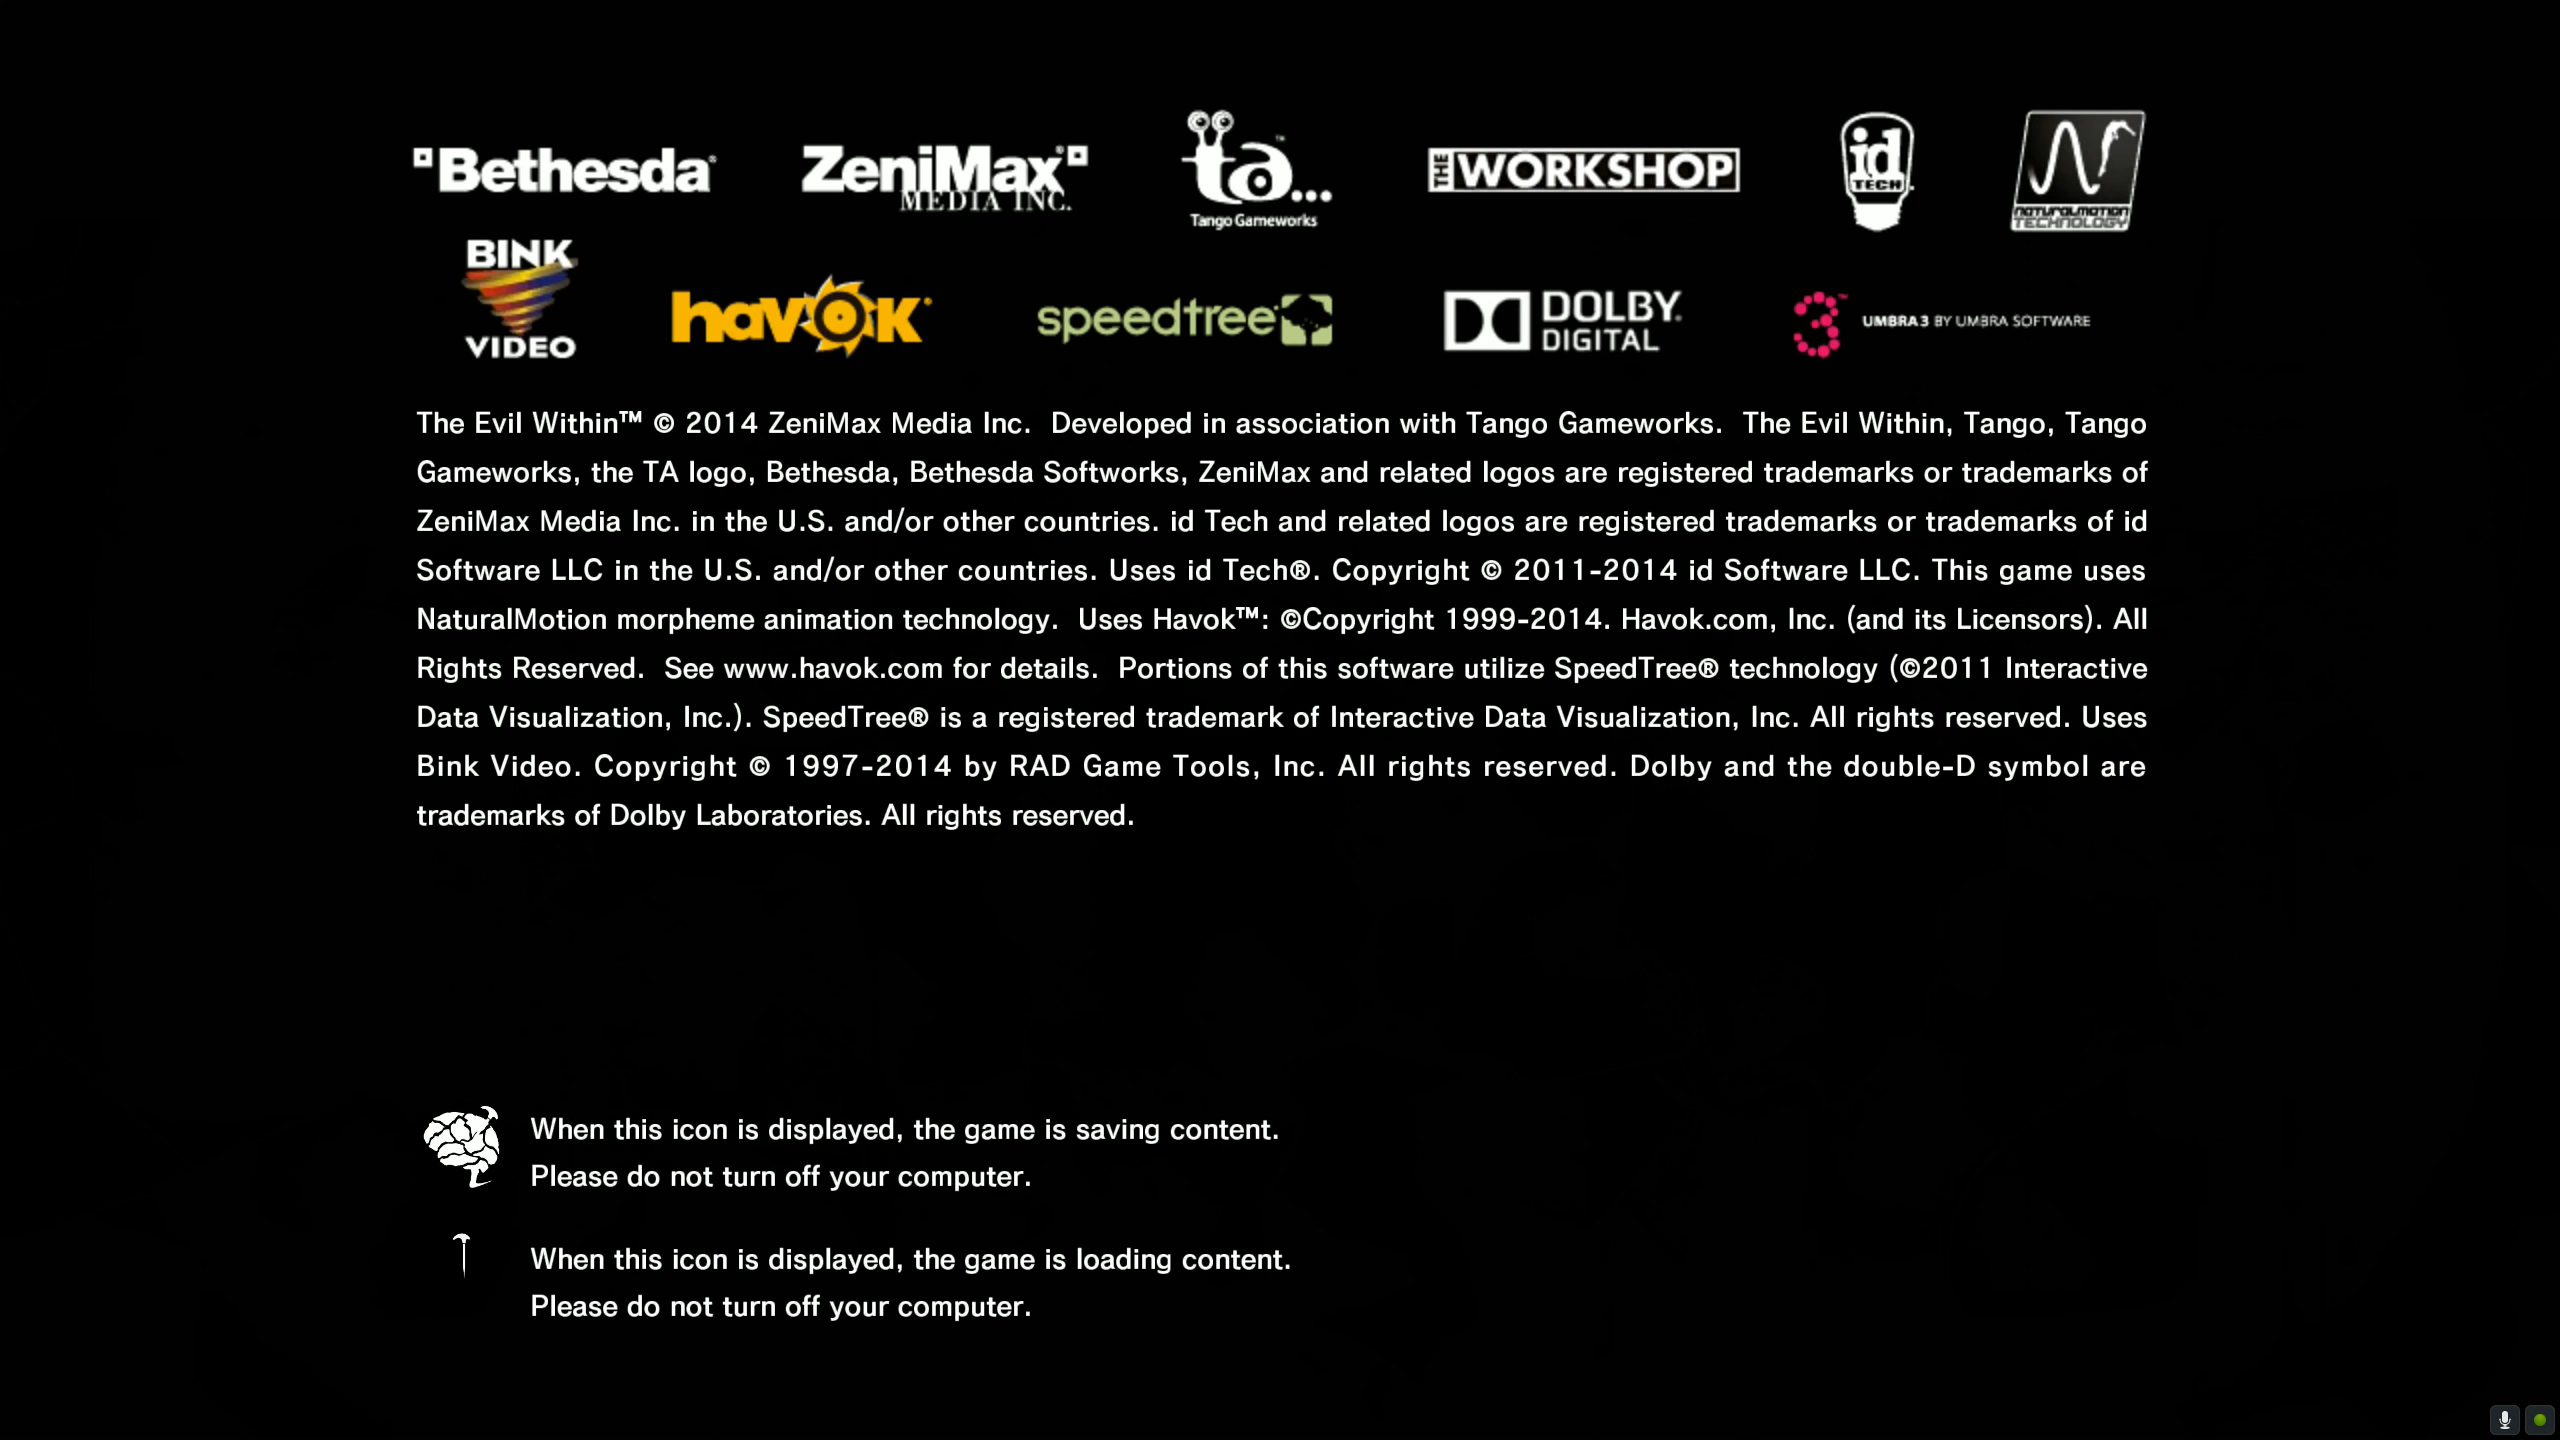 Bethesda®
ZeniMax®
MEDIA INC.
ta...™
Tango Gameworks
THE WORKSHOP
id TECH
NATURALMOTION
TECHNOLOGY
BINK
VIDEO
havok
speedtree
DOLBY®
DIGITAL
3™ UMBRA 3 BY UMBRA SOFTWARE
The Evil Within™ © 2014 ZeniMax Media Inc.  Developed in association with Tango Gameworks.  The Evil Within, Tango, Tango
Gameworks, the TA logo, Bethesda, Bethesda Softworks, ZeniMax and related logos are registered trademarks or trademarks of
ZeniMax Media Inc. in the U.S. and/or other countries. id Tech and related logos are registered trademarks or trademarks of id
Software LLC in the U.S. and/or other countries. Uses id Tech®. Copyright © 2011-2014 id Software LLC. This game uses
NaturalMotion morpheme animation technology.  Uses Havok™: ©Copyright 1999-2014. Havok.com, Inc. (and its Licensors). All
Rights Reserved.  See www.havok.com for details.  Portions of this software utilize SpeedTree® technology (©2011 Interactive
Data Visualization, Inc.). SpeedTree® is a registered trademark of Interactive Data Visualization, Inc. All rights reserved. Uses
Bink Video. Copyright © 1997-2014 by RAD Game Tools, Inc. All rights reserved. Dolby and the double-D symbol are
trademarks of Dolby Laboratories. All rights reserved.
When this icon is displayed, the game is saving content.
Please do not turn off your computer.
When this icon is displayed, the game is loading content.
Please do not turn off your computer.